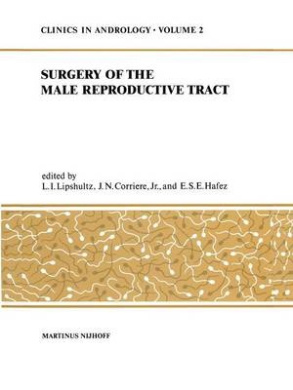 CLINICS IN ANDROLOGY • VOLUME 2
SURGERY OF THE
MALE REPRODUCTIVE TRACT
edited by
L.I. Lipshultz, J.N. Corriere, Jr., and E.S.E. Hafez
MARTINUS NIJHOFF